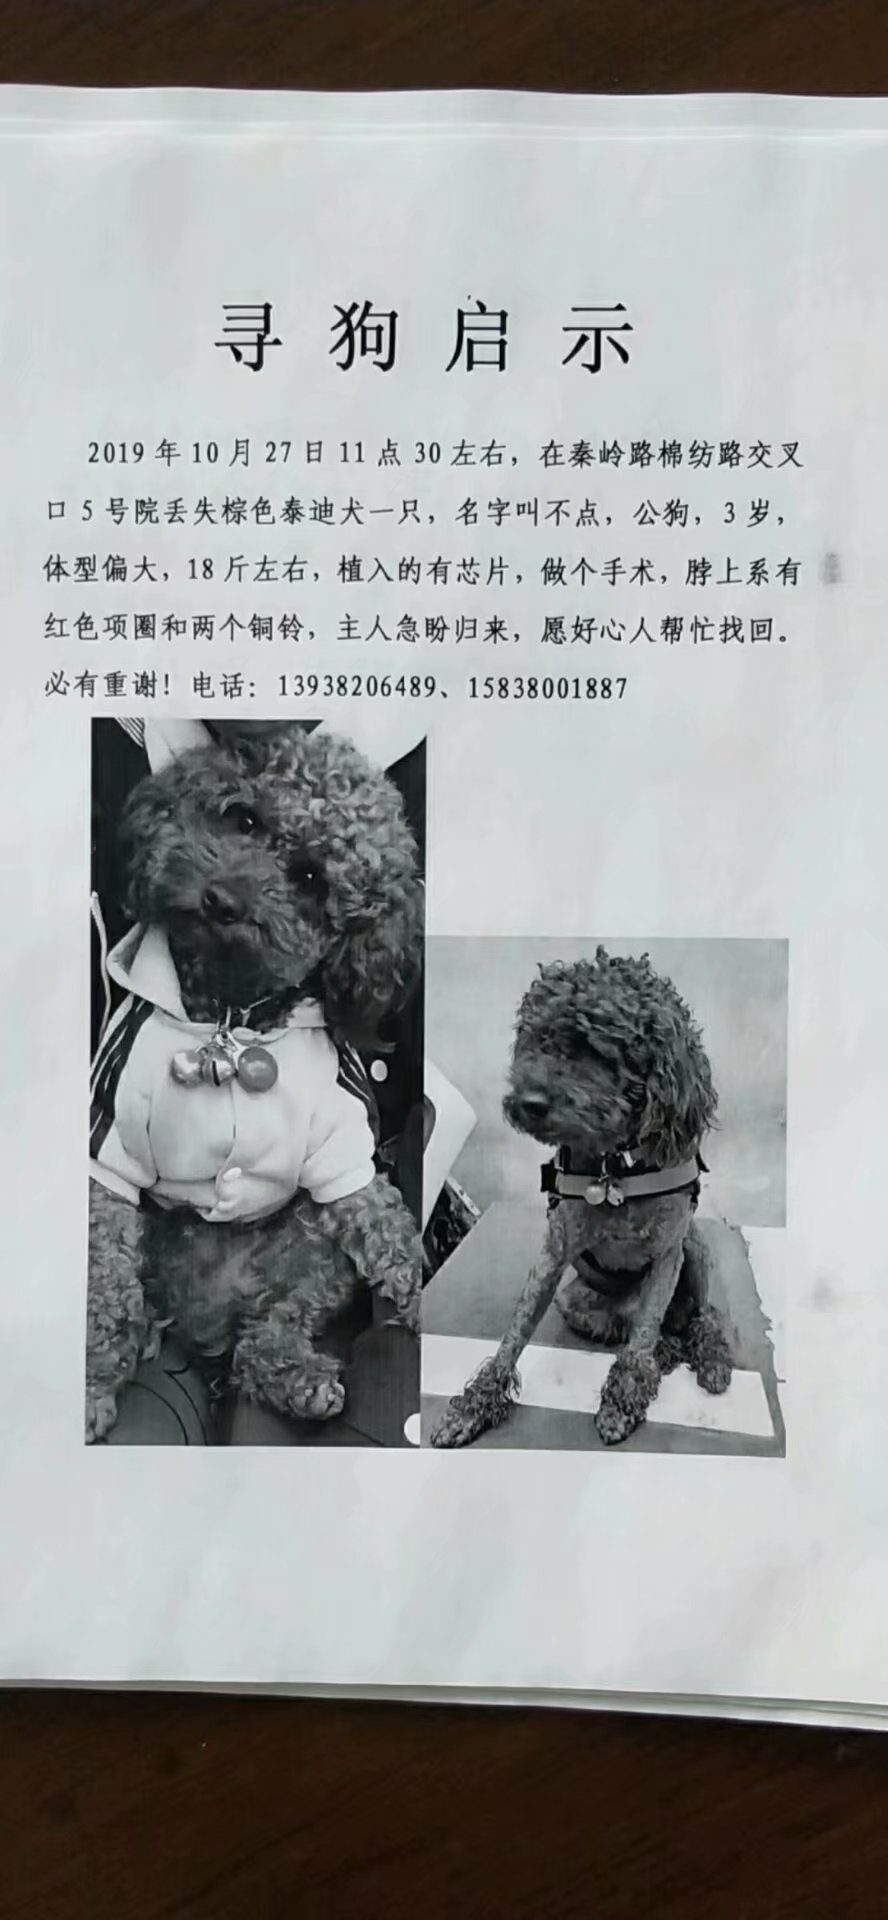 寻狗启示
2019年10月27日11点30左右，在秦岭路棉纺路交叉
口5号院丢失棕色泰迪犬一只，名字叫不点，公狗，3岁，
体型偏大，18斤左右，植入的有芯片，做个手术，脖上系有
红色项圈和两个铜铃，主人急盼归来，愿好心人帮忙找回。
必有重谢！电话：13938206489、15838001887